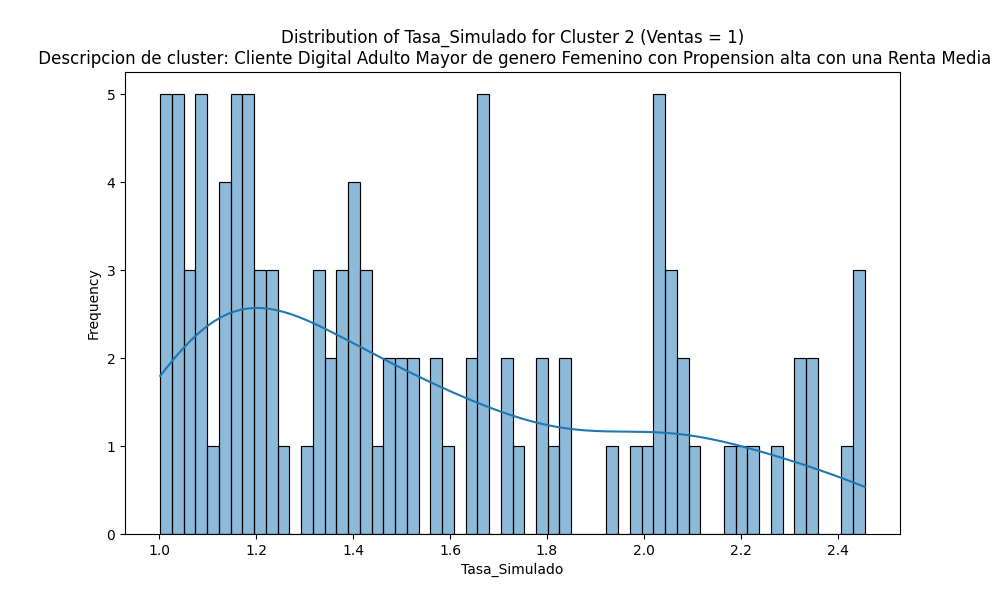 Distribution of Tasa_Simulado for Cluster 2 (Ventas = 1)
Descripcion de cluster: Cliente Digital Adulto Mayor de genero Femenino con Propension alta con una Renta Media
5
4
3
2
1
0
Frequency
1.0 1.2 1.4 1.6 1.8 2.0 2.2 2.4
Tasa_Simulado